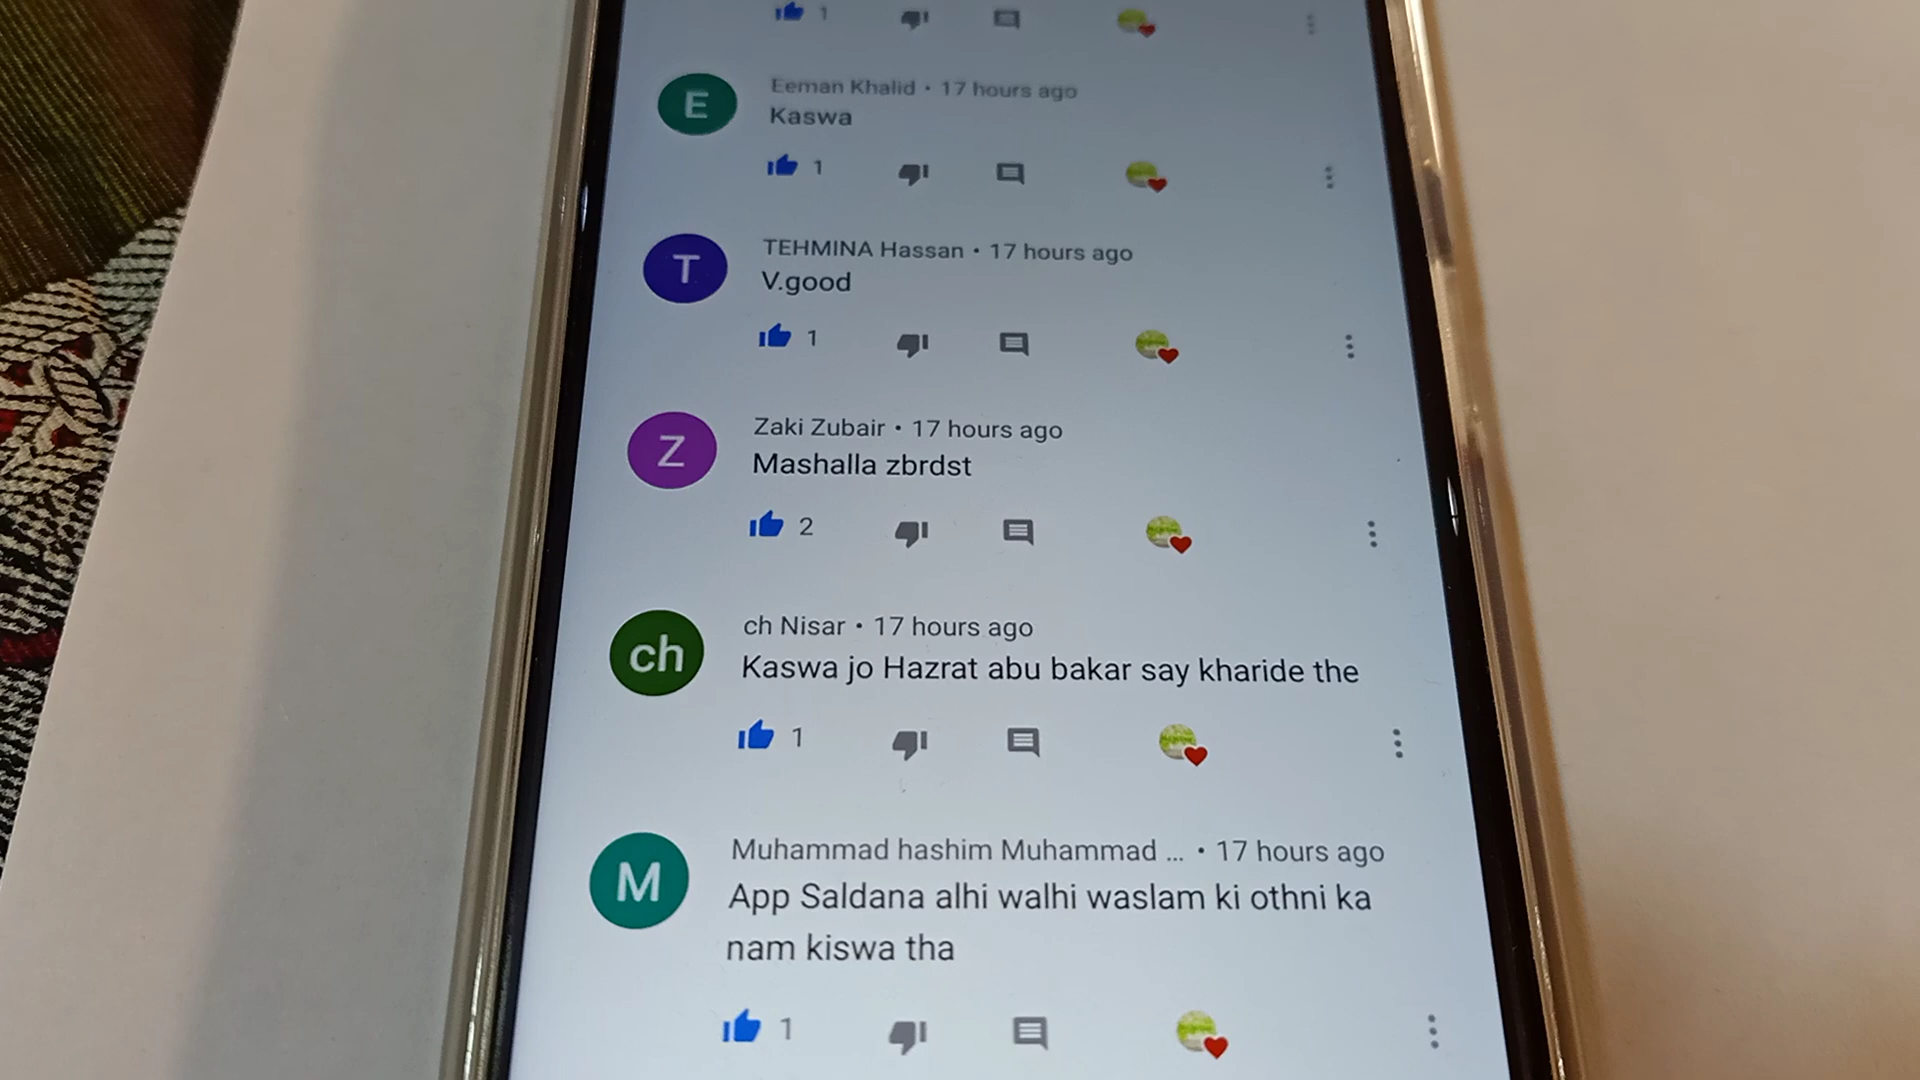 1
E
Eeman Khalid • 17 hours ago
Kaswa
1
T
TEHMINA Hassan • 17 hours ago
V.good
1
Z
Zaki Zubair • 17 hours ago
Mashalla zbrdst
2
ch
ch Nisar • 17 hours ago
Kaswa jo Hazrat abu bakar say kharide the
1
M
Muhammad hashim Muhammad ... • 17 hours ago
App Saldana alhi walhi waslam ki othni ka
nam kiswa tha
1